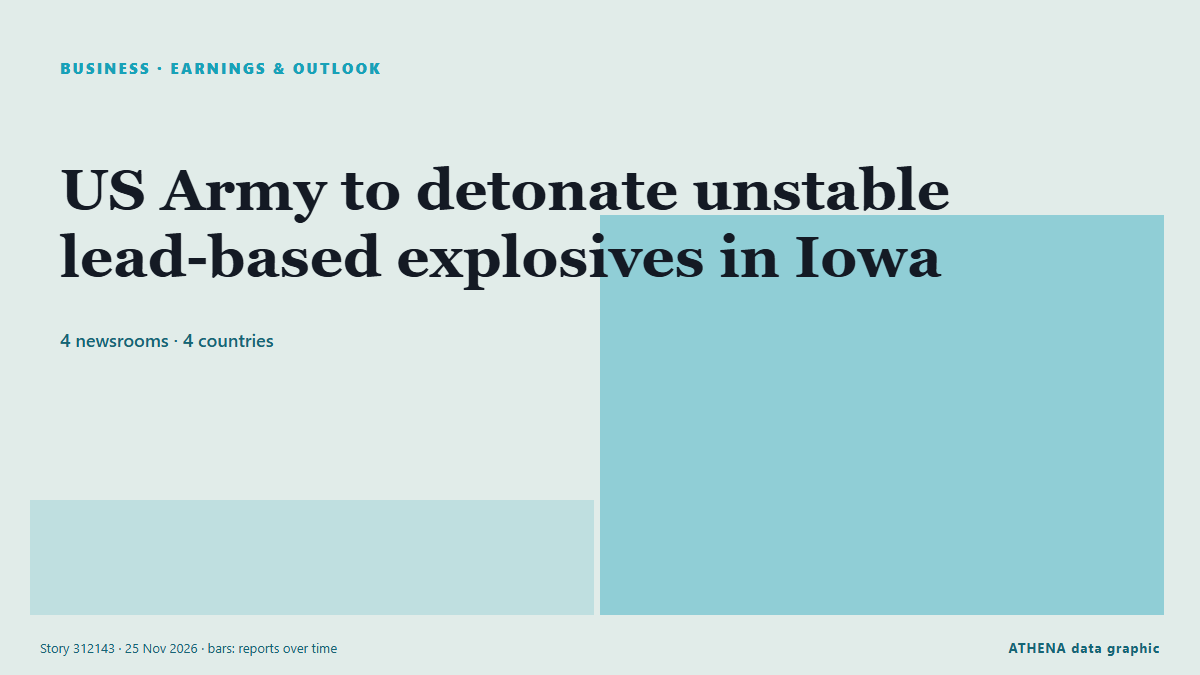 BUSINESS · EARNINGS & OUTLOOK
US Army to detonate unstable
lead-based explosives in Iowa
4 newsrooms · 4 countries
Story 312143 · 25 Nov 2026 · bars: reports over time
ATHENA data graphic